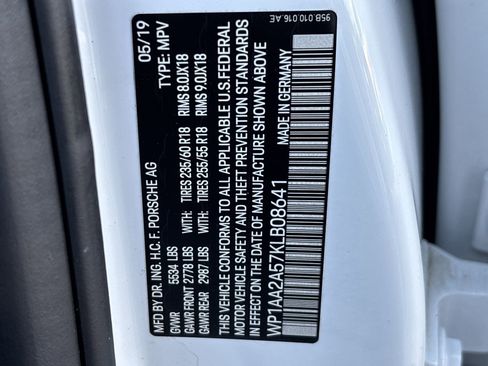 95B.010.016.AE
MFD. BY DR. ING. H.C. F. PORSCHE AG 05/19
GVWR 5534 LBS TYPE: MPV
GAWR FRONT 2778 LBS WITH TIRES 235/60 R18 RIMS 8.0JX18
GAWR REAR 2987 LBS WITH TIRES 255/55 R18 RIMS 9.0JX18
THIS VEHICLE CONFORMS TO ALL APPLICABLE U.S. FEDERAL
MOTOR VEHICLE SAFETY AND THEFT PREVENTION STANDARDS
IN EFFECT ON THE DATE OF MANUFACTURE SHOWN ABOVE
WP1AA2A57KLB08641 MADE IN GERMANY